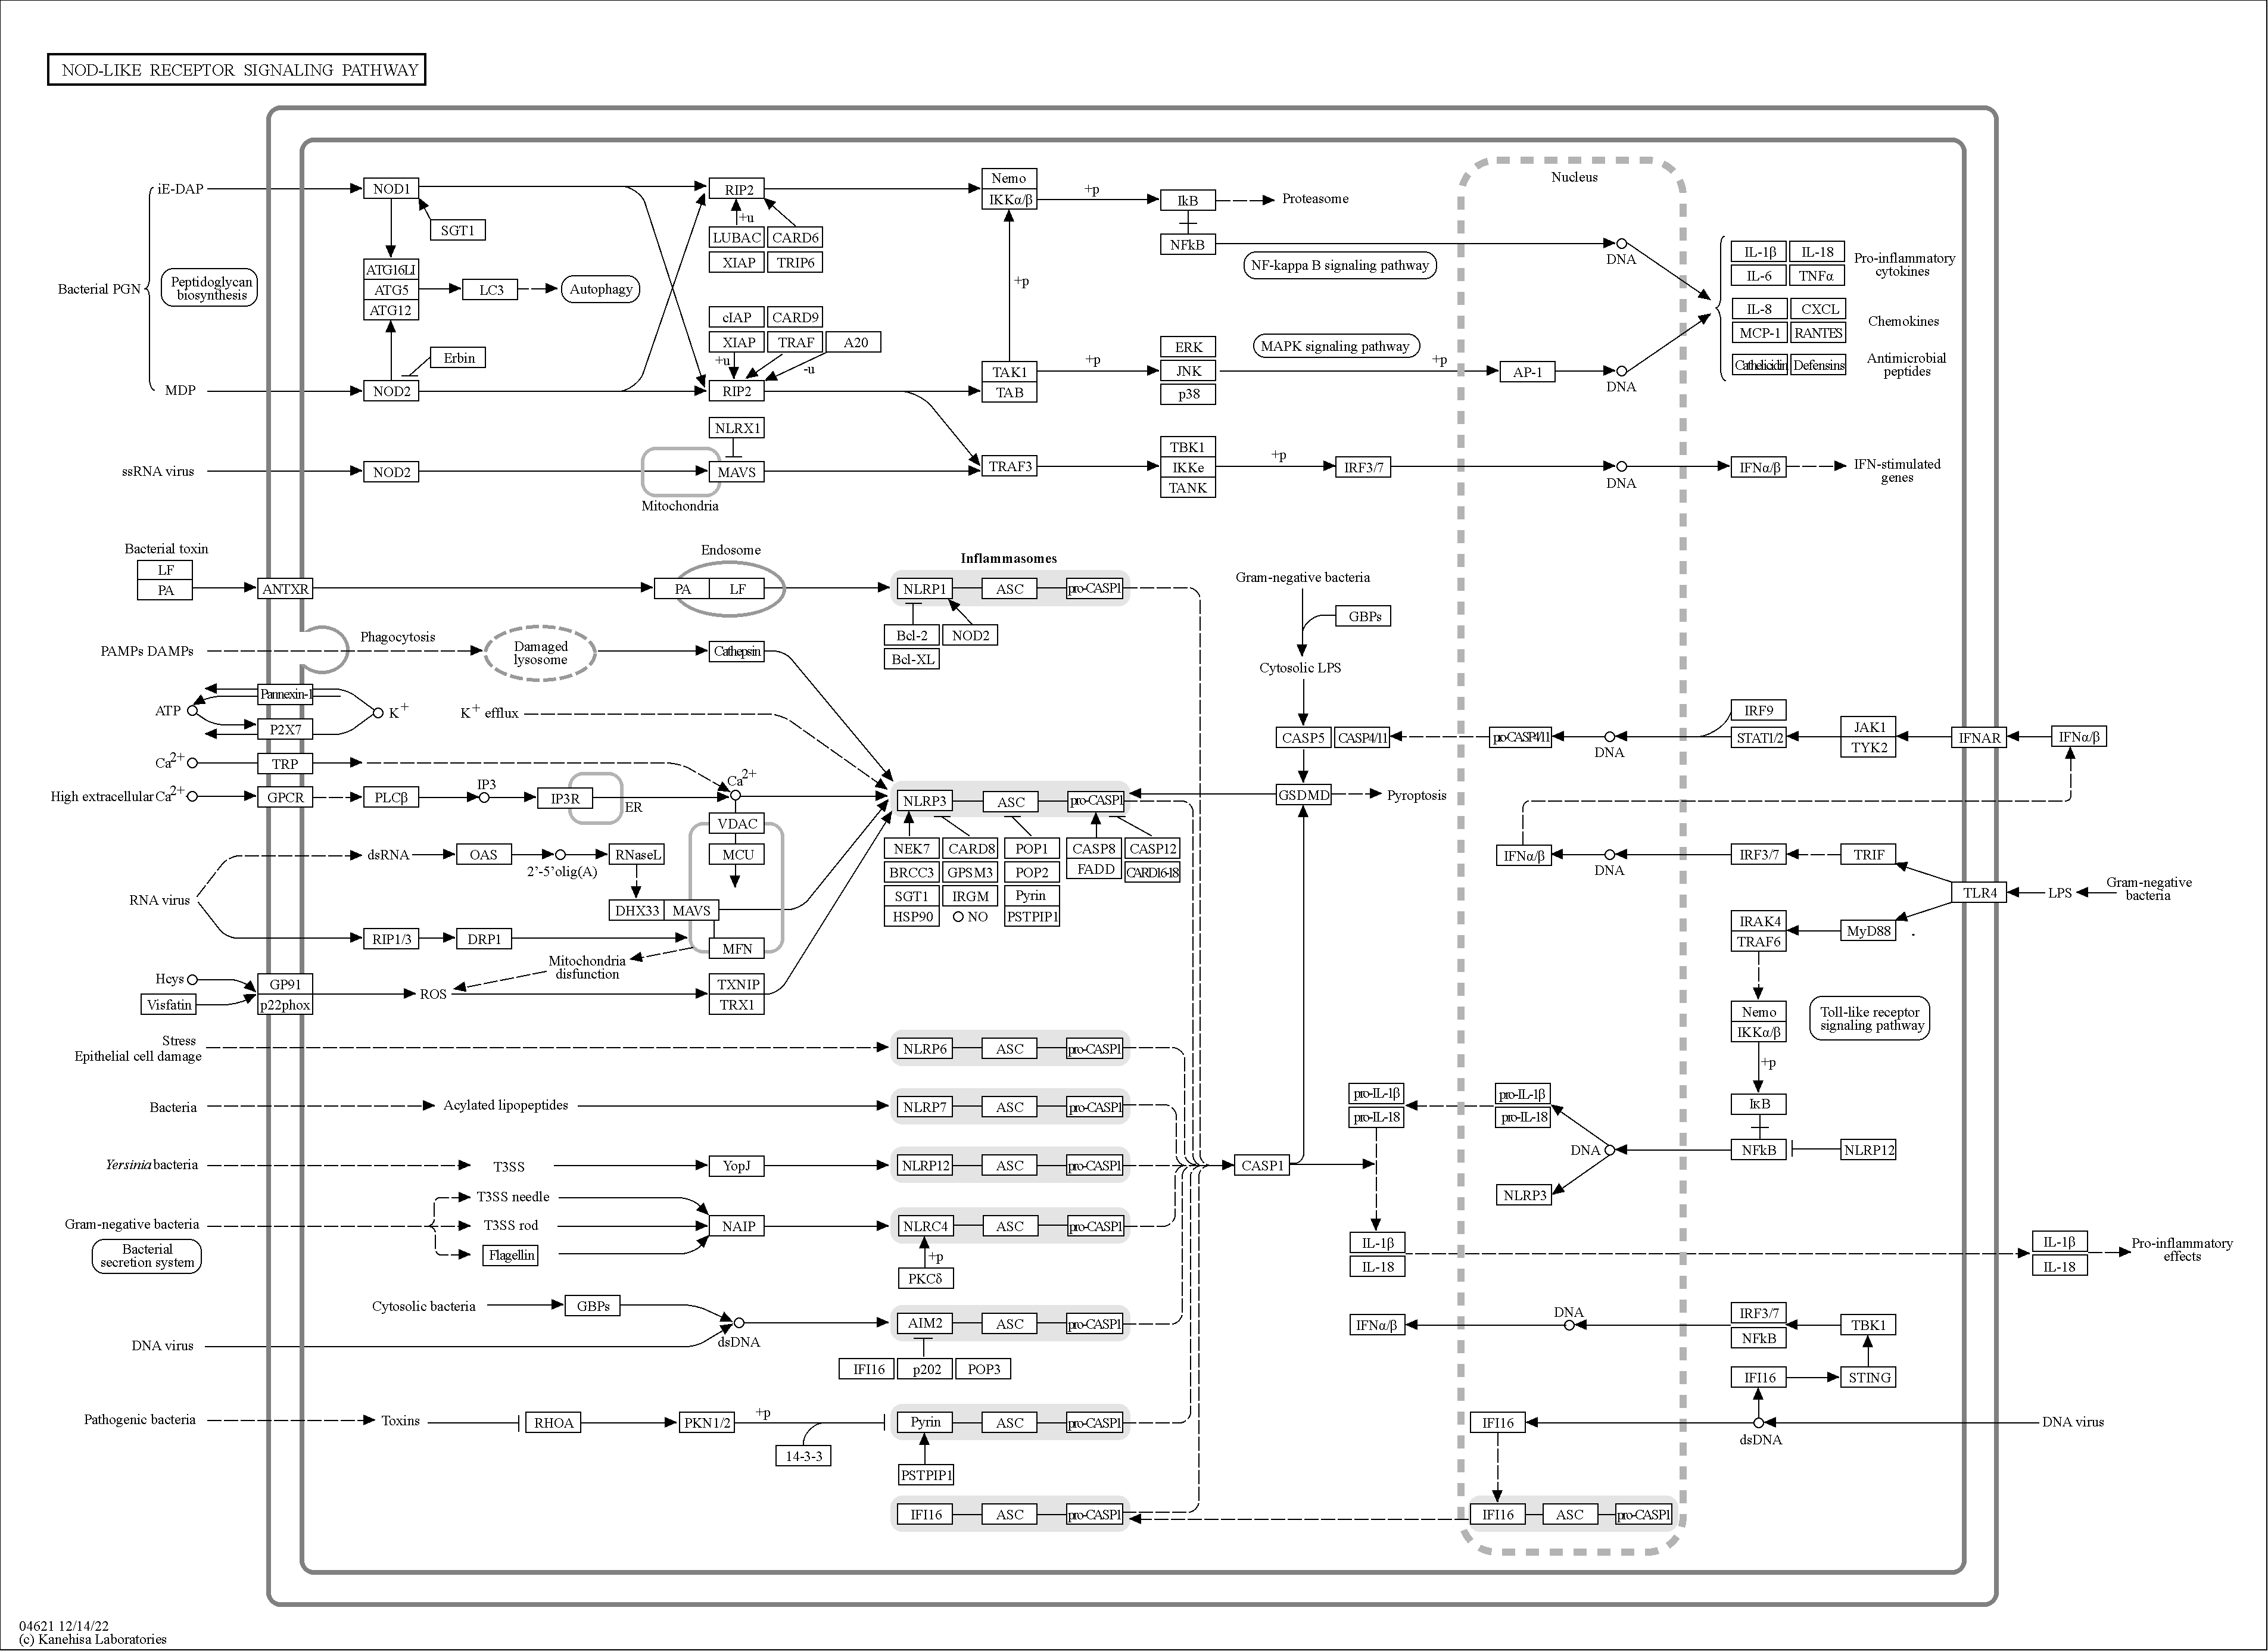 NOD-LIKE RECEPTOR SIGNALING PATHWAY
Nucleus
iE-DAP
NOD1
SGT1
RIP2
+u
LUBAC
CARD6
XIAP
TRIP6
Nemo
IKKα/β
+p
IkB
Proteasome
NFkB
NF-kappa B signaling pathway
DNA
Bacterial PGN
Peptidoglycan
biosynthesis
ATG16L1
ATG5
ATG12
LC3
Autophagy
+p
IL-1β
IL-18
IL-6
TNFα
Pro-inflammatory
cytokines
IL-8
CXCL
MCP-1
RANTES
Chemokines
Cathelicidin
Defensins
Antimicrobial
peptides
cIAP
CARD9
XIAP
TRAF
A20
+u
-u
Erbin
MDP
NOD2
RIP2
TAK1
TAB
+p
ERK
JNK
p38
MAPK signaling pathway
+p
AP-1
DNA
NLRX1
ssRNA virus
NOD2
MAVS
Mitochondria
TRAF3
TBK1
IKKe
TANK
+p
IRF3/7
DNA
IFNα/β
IFN-stimulated
genes
Bacterial toxin
LF
PA
ANTXR
Endosome
PA
LF
Inflammasomes
NLRP1
ASC
pro-CASP1
Bcl-2
NOD2
Bcl-XL
Gram-negative bacteria
GBPs
Cytosolic LPS
PAMPs DAMPs
Phagocytosis
Damaged
lysosome
Cathepsin
Pannexin-1
ATP
K+
P2X7
K+ efflux
CASP5
CASP4/11
pro-CASP4/11
DNA
IRF9
STAT1/2
JAK1
TYK2
IFNAR
IFNα/β
Ca2+
TRP
Ca2+
High extracellular Ca2+
GPCR
PLCβ
IP3
IP3R
ER
NLRP3
ASC
pro-CASP1
GSDMD
Pyroptosis
VDAC
MCU
NEK7
CARD8
POP1
CASP8
CASP12
BRCC3
GPSM3
POP2
FADD
CARD16-18
SGT1
IRGM
Pyrin
HSP90
NO
PSTPIP1
dsRNA
OAS
2'-5'olig(A)
RNaseL
RNA virus
DHX33
MAVS
RIP1/3
DRP1
MFN
Mitochondria
disfunction
IFNα/β
DNA
IRF3/7
TRIF
TLR4
LPS
Gram-negative
bacteria
IRAK4
TRAF6
MyD88
Hcys
Visfatin
GP91
p22phox
ROS
TXNIP
TRX1
Nemo
IKKα/β
+p
Toll-like receptor
signaling pathway
Stress
Epithelial cell damage
NLRP6
ASC
pro-CASP1
Bacteria
Acylated lipopeptides
NLRP7
ASC
pro-CASP1
pro-IL-1β
pro-IL-18
pro-IL-1β
pro-IL-18
IκB
DNA
NFkB
NLRP12
NLRP3
Yersinia bacteria
T3SS
YopJ
NLRP12
ASC
pro-CASP1
CASP1
Gram-negative bacteria
Bacterial
secretion system
T3SS needle
T3SS rod
Flagellin
NAIP
NLRC4
ASC
pro-CASP1
+p
PKCδ
IL-1β
IL-18
IL-1β
IL-18
Pro-inflammatory
effects
Cytosolic bacteria
GBPs
DNA virus
dsDNA
AIM2
ASC
pro-CASP1
IFI16
p202
POP3
IFNα/β
DNA
IRF3/7
NFkB
TBK1
IFI16
STING
Pathogenic bacteria
Toxins
RHOA
PKN1/2
+p
14-3-3
Pyrin
ASC
pro-CASP1
PSTPIP1
IFI16
dsDNA
DNA virus
IFI16
ASC
pro-CASP1
IFI16
ASC
pro-CASP1
04621 12/14/22
(c) Kanehisa Laboratories